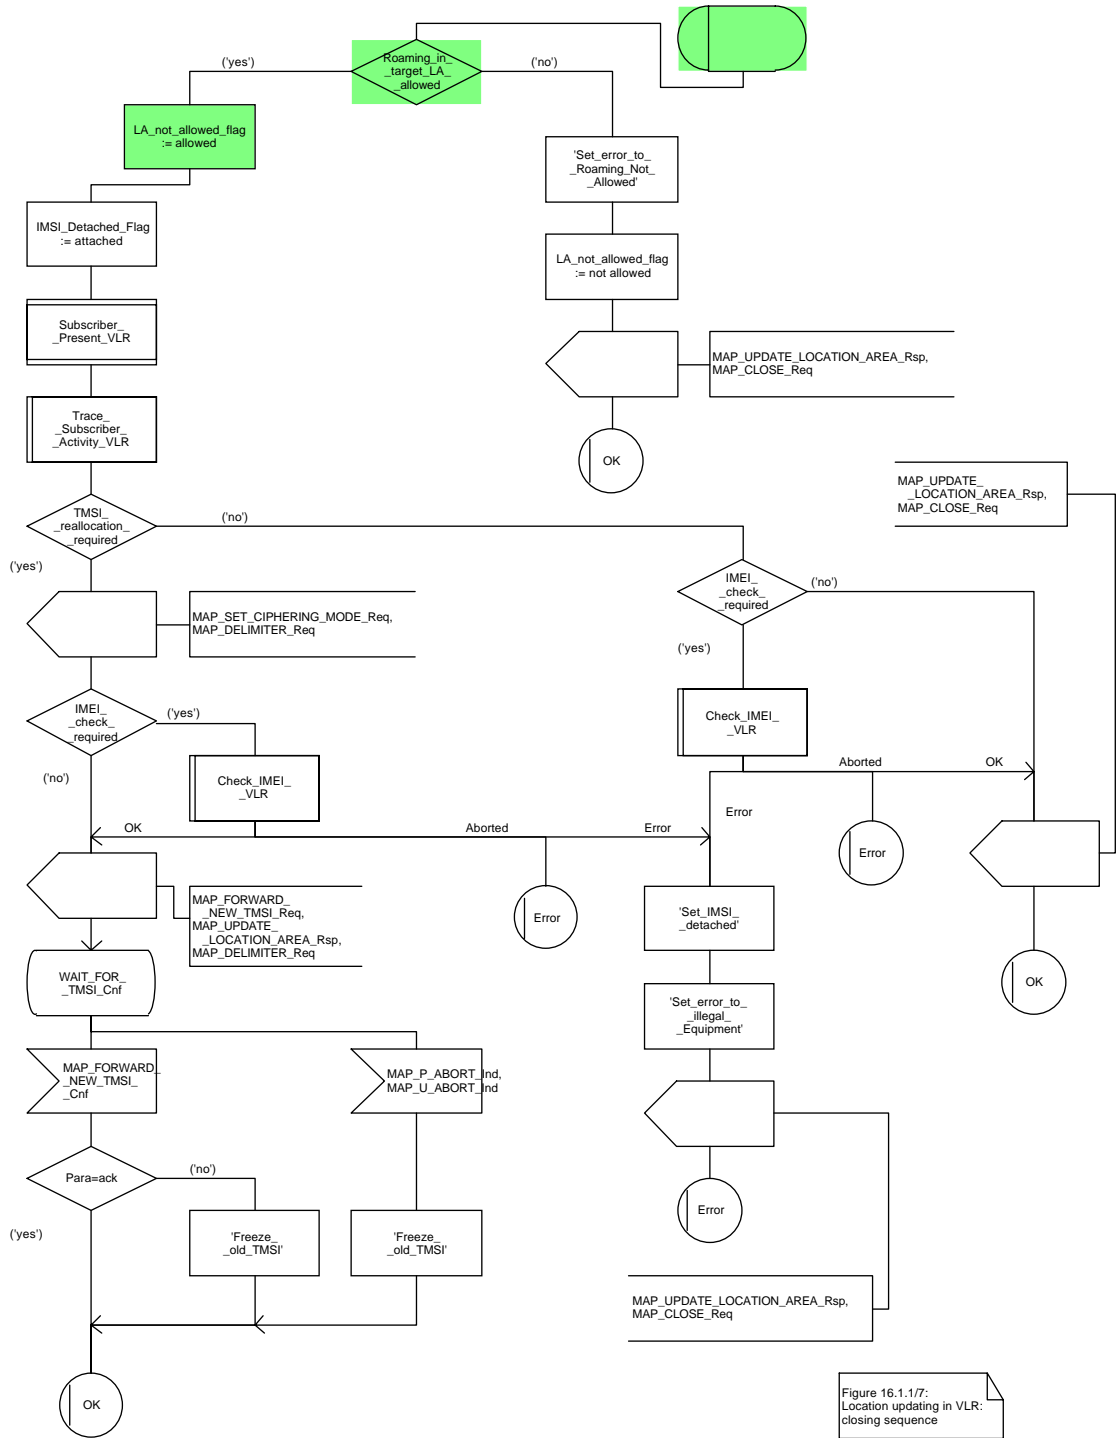 Roaming_in_
_target_LA_
_allowed
('yes')
('no')
LA_not_allowed_flag
:= allowed
'Set_error_to_
_Roaming_Not_
_Allowed'
IMSI_Detached_Flag
:= attached
LA_not_allowed_flag
:= not allowed
Subscriber_
_Present_VLR
MAP_UPDATE_LOCATION_AREA_Rsp,
MAP_CLOSE_Req
Trace_
_Subscriber_
_Activity_VLR
OK
MAP_UPDATE_
_LOCATION_AREA_Rsp,
MAP_CLOSE_Req
TMSI_
_reallocation_
_required
('no')
('yes')
IMEI_
_check_
_required
('no')
('yes')
MAP_SET_CIPHERING_MODE_Req,
MAP_DELIMITER_Req
IMEI_
_check_
_required
('yes')
('no')
Check_IMEI_
_VLR
Check_IMEI_
_VLR
Aborted
OK
Error
OK
Aborted
Error
Error
Error
MAP_FORWARD_
_NEW_TMSI_Req,
MAP_UPDATE_
_LOCATION_AREA_Rsp,
MAP_DELIMITER_Req
'Set_IMSI_
_detached'
WAIT_FOR_
_TMSI_Cnf
OK
'Set_error_to_
_illegal_
_Equipment'
MAP_FORWARD_
_NEW_TMSI_
_Cnf
MAP_P_ABORT_Ind,
MAP_U_ABORT_Ind
Para=ack
('no')
('yes')
Error
'Freeze_
_old_TMSI'
'Freeze_
_old_TMSI'
MAP_UPDATE_LOCATION_AREA_Rsp,
MAP_CLOSE_Req
OK
Figure 16.1.1/7:
Location updating in VLR:
closing sequence